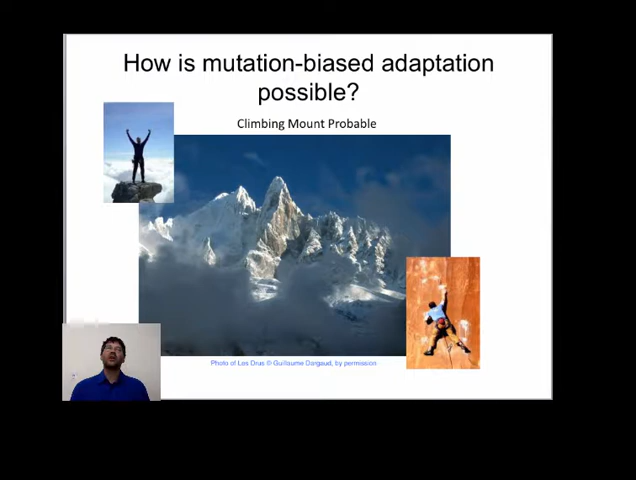 How is mutation-biased adaptation
possible?
Climbing Mount Probable
Photo of Les Drus © Guillaume Dargaud, by permission